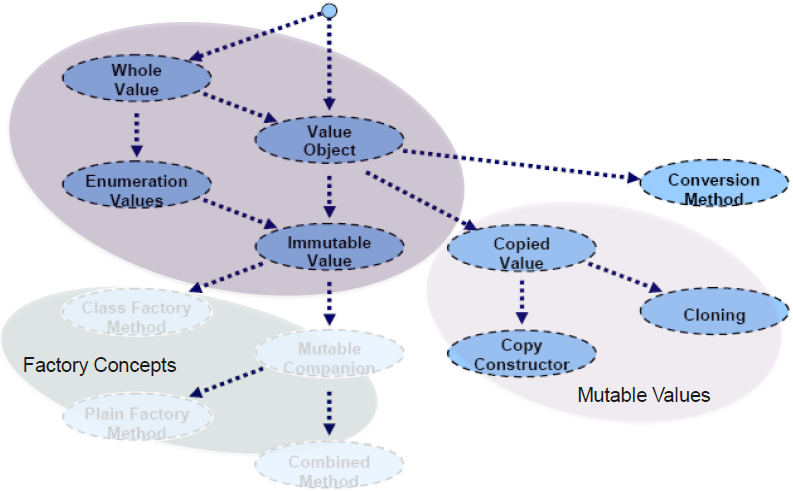 Whole
Value
Value
Object
Enumeration
Values
Conversion
Method
Immutable
Value
Copied
Value
Class Factory
Method
Cloning
Mutable
Companion
Copy
Constructor
Factory Concepts
Mutable Values
Plain Factory
Method
Combined
Method